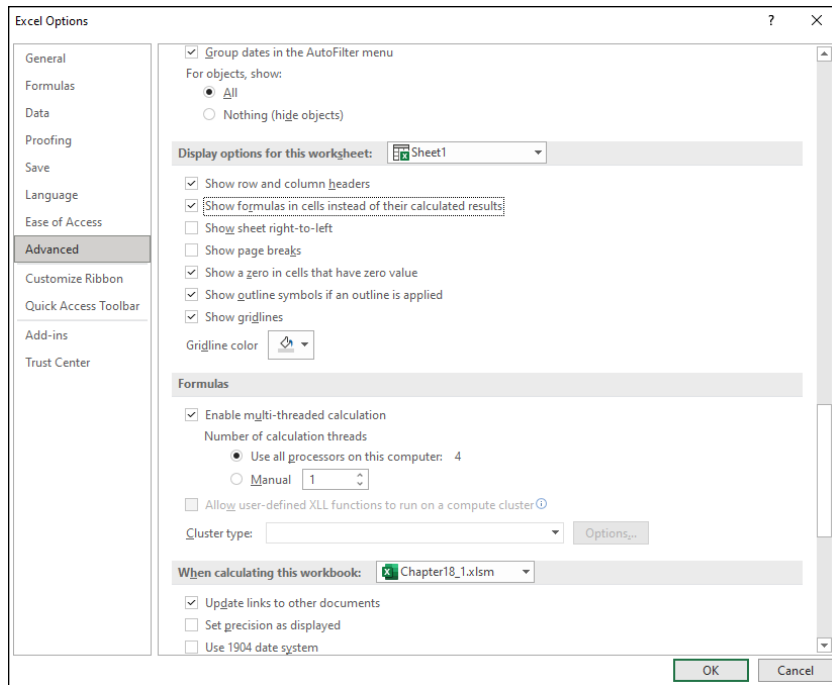 Excel Options
?
General
Formulas
Data
Proofing
Save
Language
Ease of Access
Advanced
Customize Ribbon
Quick Access Toolbar
Add-ins
Trust Center
Group dates in the AutoFilter menu
For objects, show:
All
Nothing (hide objects)
Display options for this worksheet: Sheet1
Show row and column headers
Show formulas in cells instead of their calculated results
Show sheet right-to-left
Show page breaks
Show a zero in cells that have zero value
Show outline symbols if an outline is applied
Show gridlines
Gridline color
Formulas
Enable multi-threaded calculation
Number of calculation threads
Use all processors on this computer: 4
Manual 1
Allow user-defined XLL functions to run on a compute cluster
Cluster type: Options...
When calculating this workbook: Chapter18_1.xlsm
Update links to other documents
Set precision as displayed
Use 1904 date system
OK Cancel